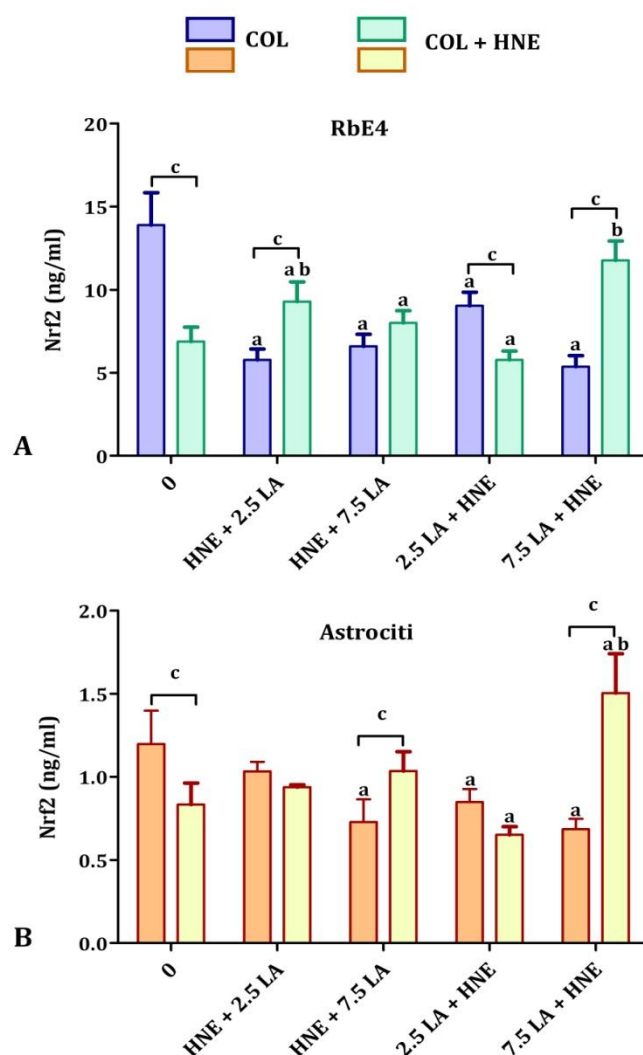 COL
COL + HNE
RbE4
Nrf2 (ng/ml)
20
15
10
5
0
c
c
a b
a
a
a
c
a
a
c
b
a
A
0
HNE + 2.5 LA
HNE + 7.5 LA
2.5 LA + HNE
7.5 LA + HNE
Astrociti
Nrf2 (ng/ml)
2.0
1.5
1.0
0.5
0.0
c
c
a
a
a
c
a b
a
B
0
HNE + 2.5 LA
HNE + 7.5 LA
2.5 LA + HNE
7.5 LA + HNE